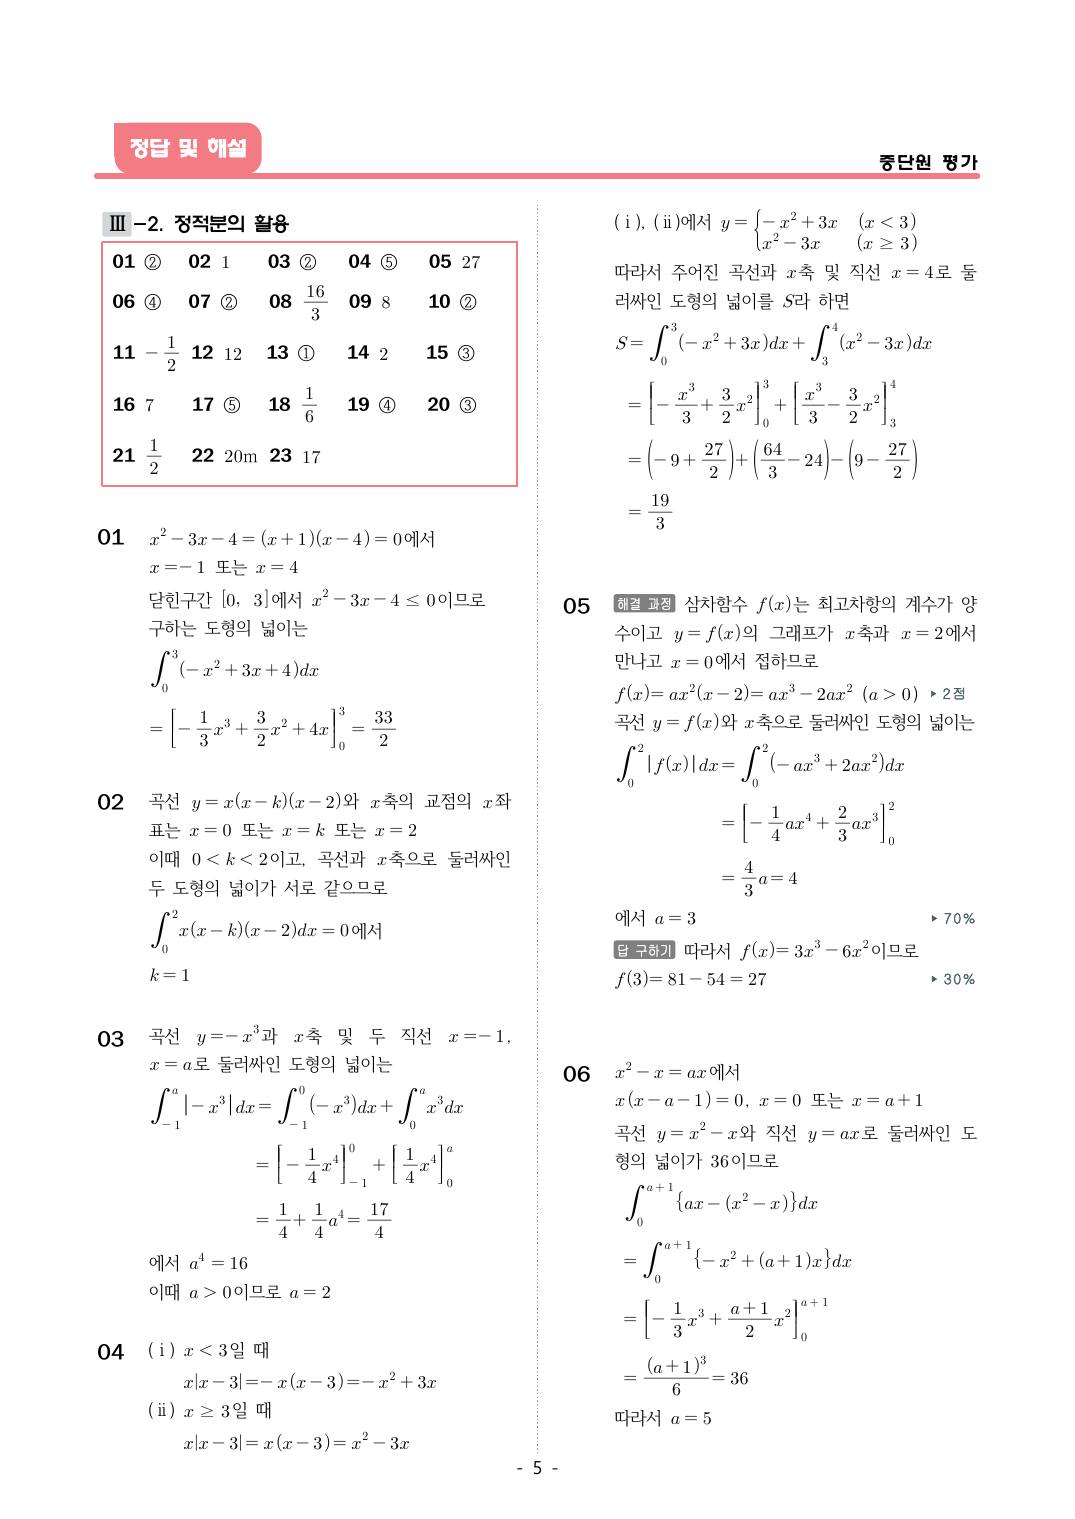 정답 및 해설
중단원 평가
Ⅲ-2. 정적분의 활용
01 ② 02 1 03 ② 04 ⑤ 05 27
06 ④ 07 ② 08 16/3 09 8 10 ②
11 -1/2 12 12 13 ① 14 2 15 ③
16 7 17 ⑤ 18 1/6 19 ④ 20 ③
21 1/2 22 20m 23 17
01 x²-3x-4=(x+1)(x-4)=0에서
x=-1 또는 x=4
닫힌구간 [0, 3]에서 x²-3x-4≤0이므로
구하는 도형의 넓이는
∫₀³(-x²+3x+4)dx
=[-1/3x³+3/2x²+4x]₀³=33/2
02 곡선 y=x(x-k)(x-2)와 x축의 교점의 x좌
표는 x=0 또는 x=k 또는 x=2
이때 0<k<2이고, 곡선과 x축으로 둘러싸인
두 도형의 넓이가 서로 같으므로
∫₀²x(x-k)(x-2)dx=0에서
k=1
03 곡선 y=-x³과 x축 및 두 직선 x=-1,
x=a로 둘러싸인 도형의 넓이는
∫₋₁ᵃ|-x³|dx=∫₋₁⁰(-x³)dx+∫₀ᵃx³dx
=[-1/4x⁴]₋₁⁰+[1/4x⁴]₀ᵃ
=1/4+1/4a⁴=17/4
에서 a⁴=16
이때 a>0이므로 a=2
04 (ⅰ) x<3일 때
x|x-3|=-x(x-3)=-x²+3x
(ⅱ) x≥3일 때
x|x-3|=x(x-3)=x²-3x
(ⅰ), (ⅱ)에서 y={-x²+3x (x<3)
x²-3x (x≥3)
따라서 주어진 곡선과 x축 및 직선 x=4로 둘
러싸인 도형의 넓이를 S라 하면
S=∫₀³(-x²+3x)dx+∫₃⁴(x²-3x)dx
=[-x³/3+3/2x²]₀³+[x³/3-3/2x²]₃⁴
=(-9+27/2)+(64/3-24)-(9-27/2)
=19/3
05 해결 과정 삼차함수 f(x)는 최고차항의 계수가 양
수이고 y=f(x)의 그래프가 x축과 x=2에서
만나고 x=0에서 접하므로
f(x)=ax²(x-2)=ax³-2ax² (a>0) ▶2점
곡선 y=f(x)와 x축으로 둘러싸인 도형의 넓이는
∫₀²|f(x)|dx=∫₀²(-ax³+2ax²)dx
=[-1/4ax⁴+2/3ax³]₀²
=4/3a=4
에서 a=3 ▶70%
답 구하기 따라서 f(x)=3x³-6x²이므로
f(3)=81-54=27 ▶30%
06 x²-x=ax에서
x(x-a-1)=0, x=0 또는 x=a+1
곡선 y=x²-x와 직선 y=ax로 둘러싸인 도
형의 넓이가 36이므로
∫₀ᵃ⁺¹{ax-(x²-x)}dx
=∫₀ᵃ⁺¹{-x²+(a+1)x}dx
=[-1/3x³+(a+1)/2x²]₀ᵃ⁺¹
=(a+1)³/6=36
따라서 a=5
- 5 -